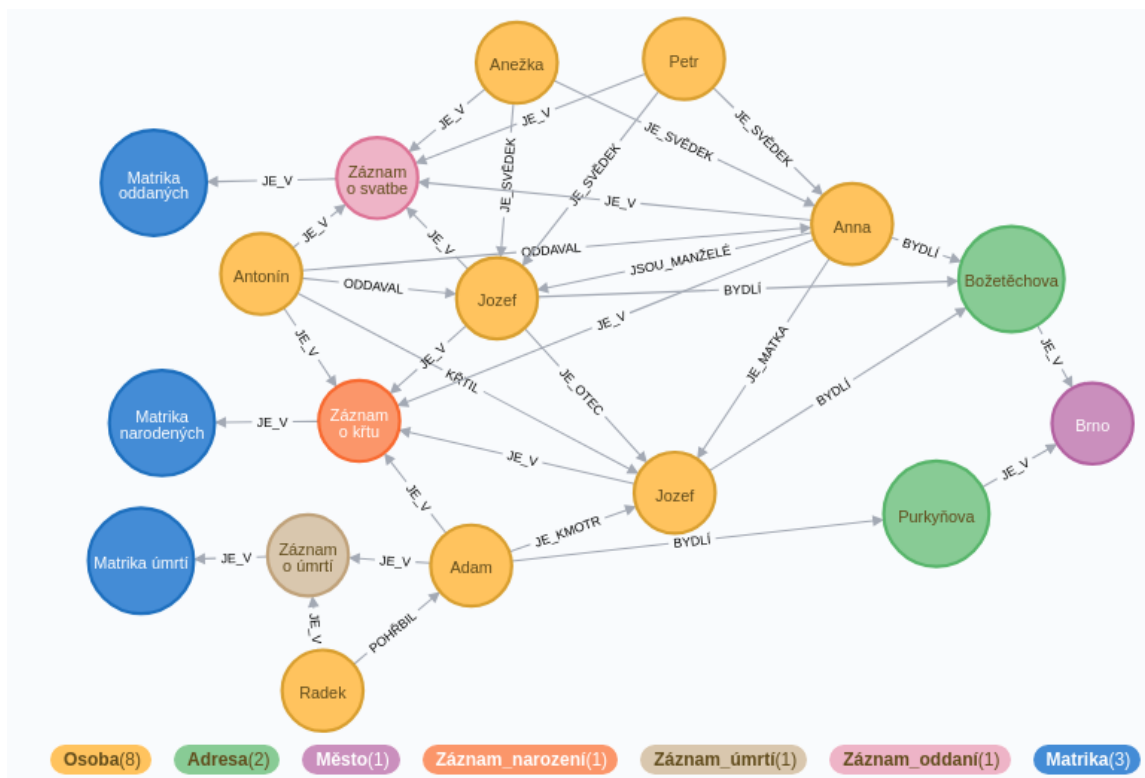 Anežka
Petr
JE_V
JE_V
JE_SVĚDEK
JE_SVĚDEK
JE_SVĚDEK
JE_SVĚDEK
Matrika
oddaných
JE_V
Záznam
o svatbe
JE_V
JE_V
JE_V
Anna
BYDLÍ
ODDAVAL
JSOU_MANŽELÉ
Antonín
ODDAVAL
Jozef
BYDLÍ
Božetěchova
JE_V
JE_V
JE_V
JE_V
KŘTIL
JE_OTEC
JE_MATKA
BYDLÍ
Matrika
narodených
JE_V
Záznam
o křtu
Brno
JE_V
JE_V
JE_V
Jozef
Purkyňova
JE_KMOTR
BYDLÍ
Matrika úmrtí
JE_V
Záznam
o úmrtí
JE_V
Adam
JE_V
POHŘBIL
Radek
Osoba(8)
Adresa(2)
Město(1)
Záznam_narození(1)
Záznam_úmrtí(1)
Záznam_oddaní(1)
Matrika(3)